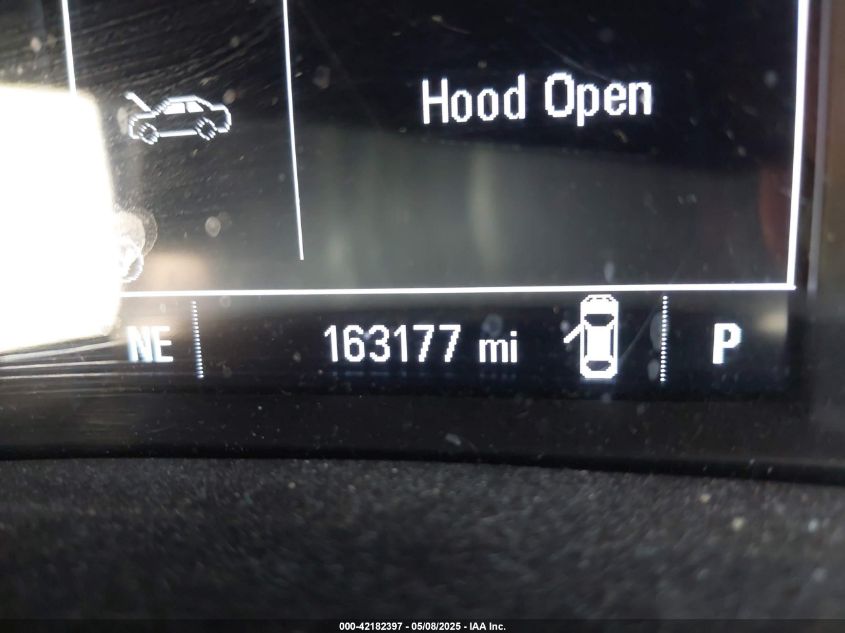 Hood Open
NE
163177 mi
P
000-42182397 - 05/08/2025 - IAA Inc.